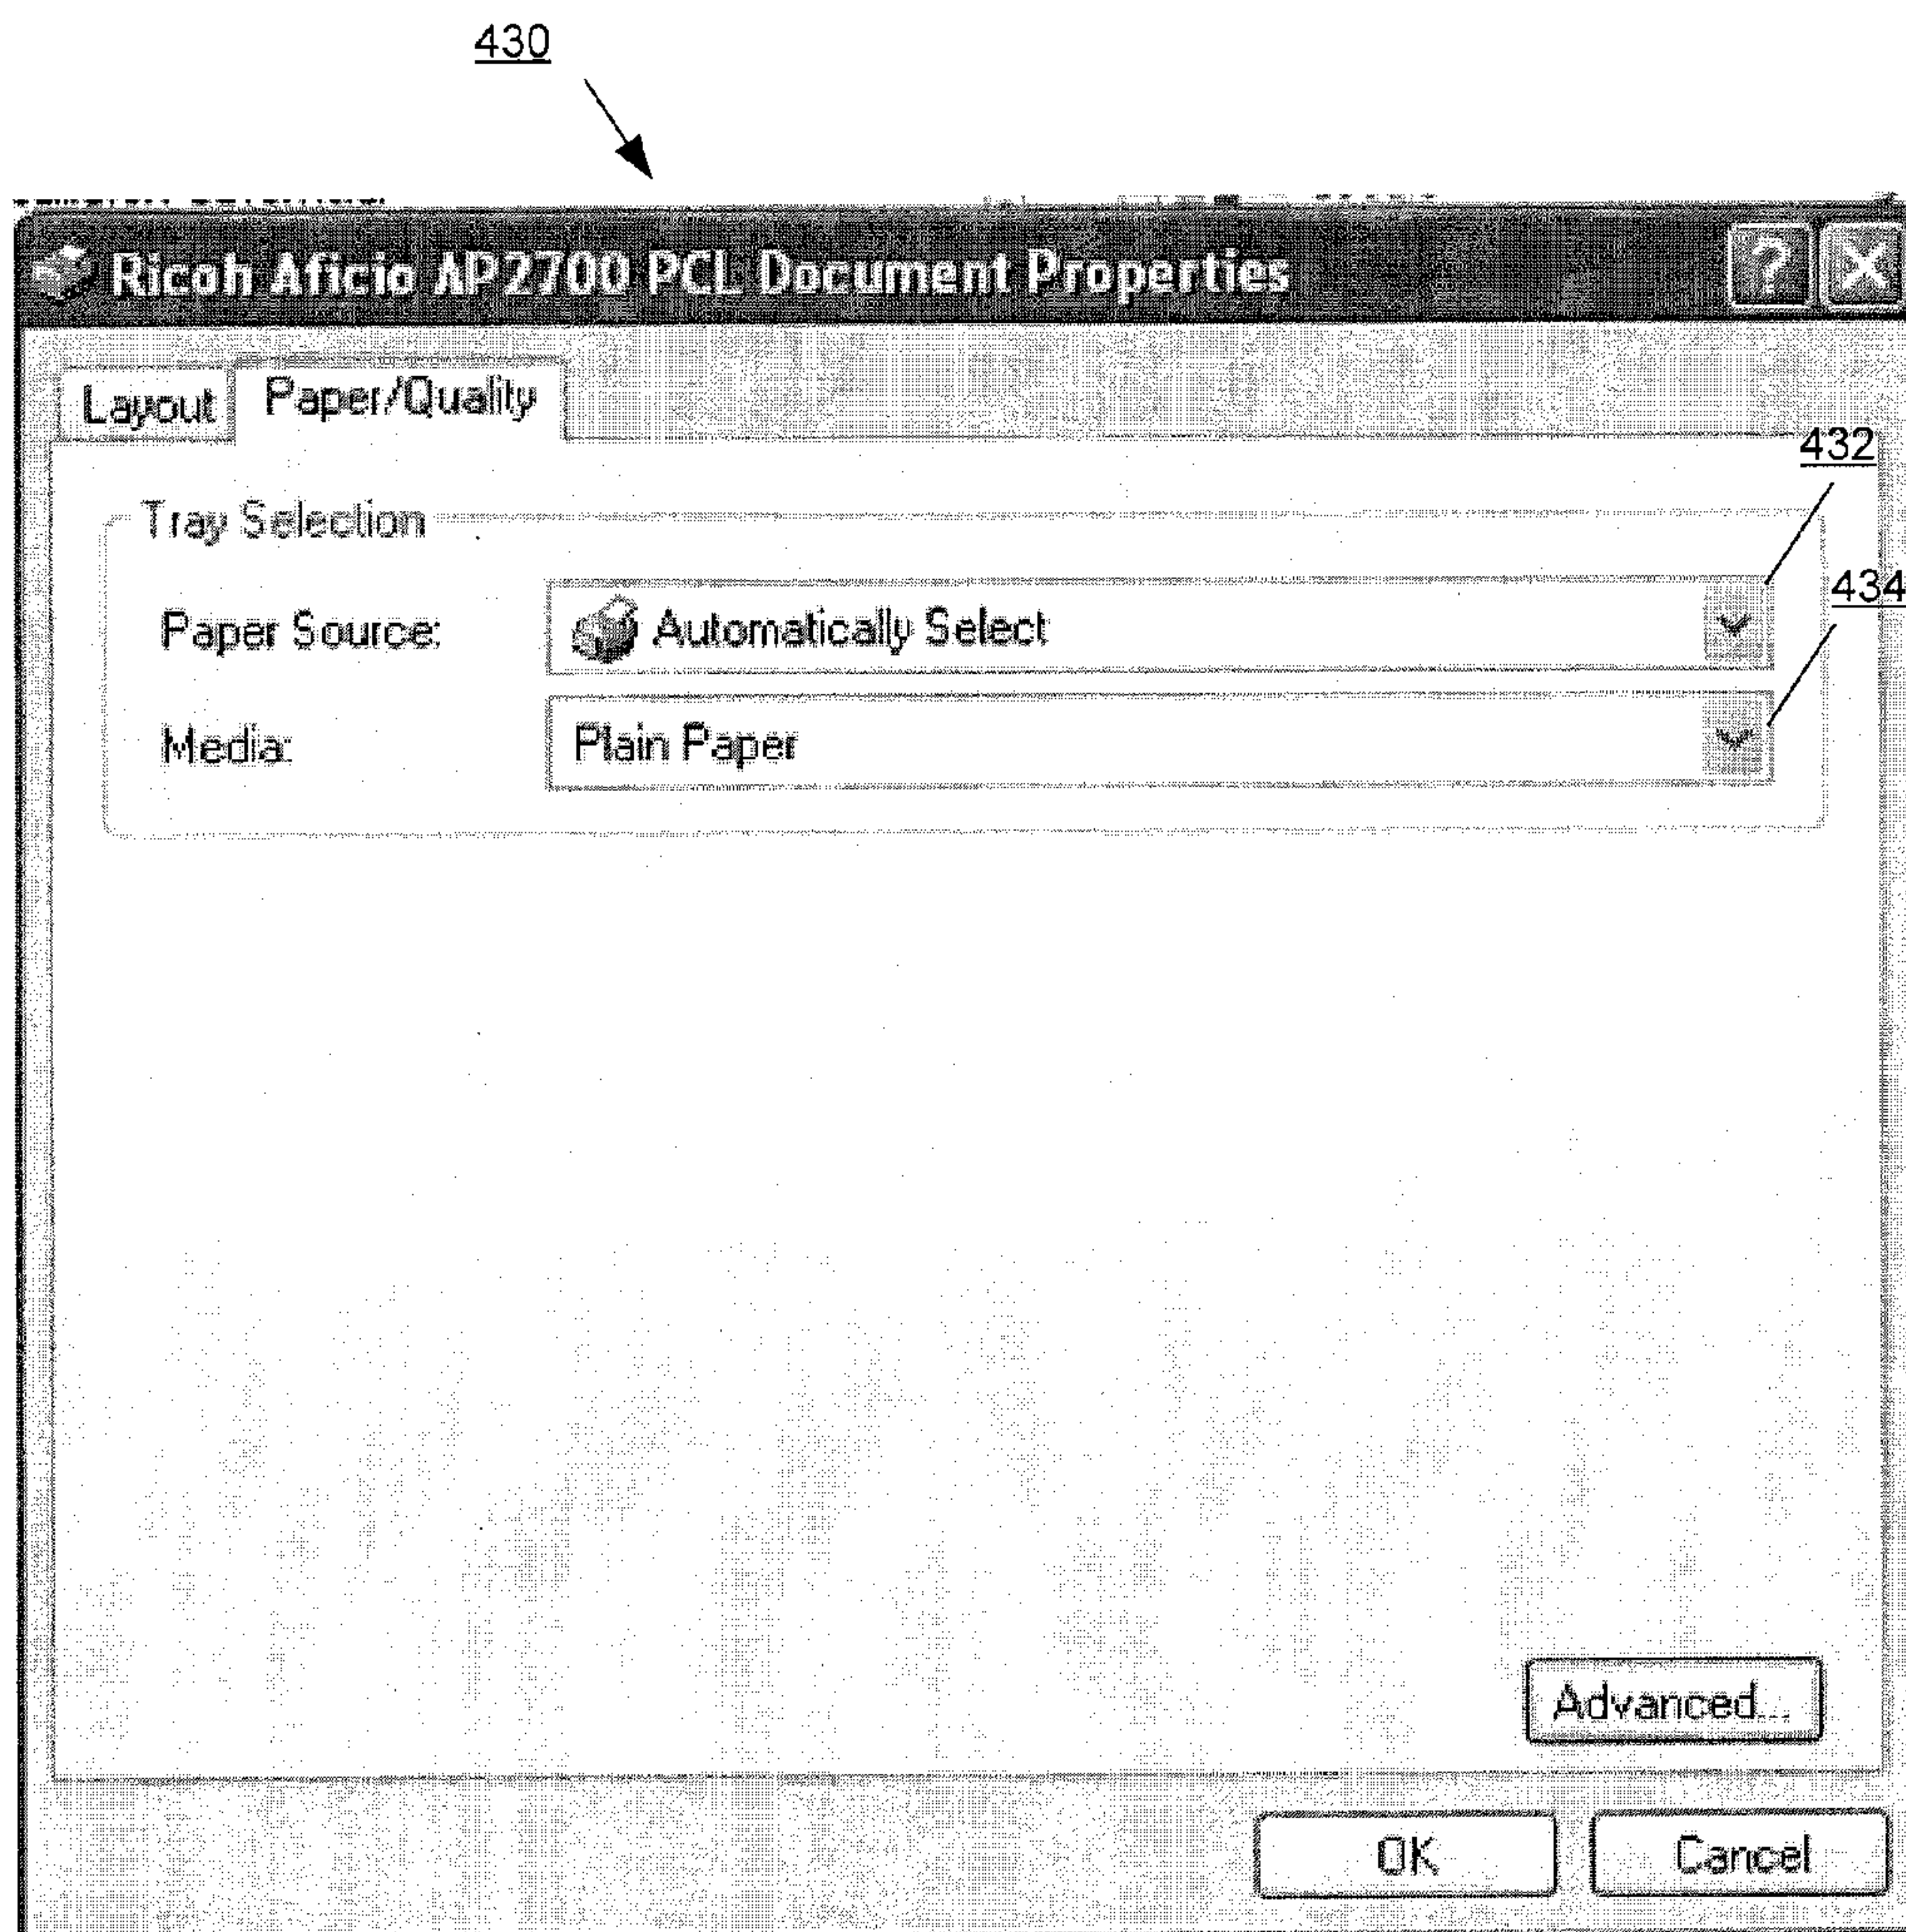 430
Ricoh Aficio AP2700 PCL Document Properties
Layout Paper/Quality
432
Tray Selection
434
Paper Source: Automatically Select
Media: Plain Paper
Advanced...
OK Cancel